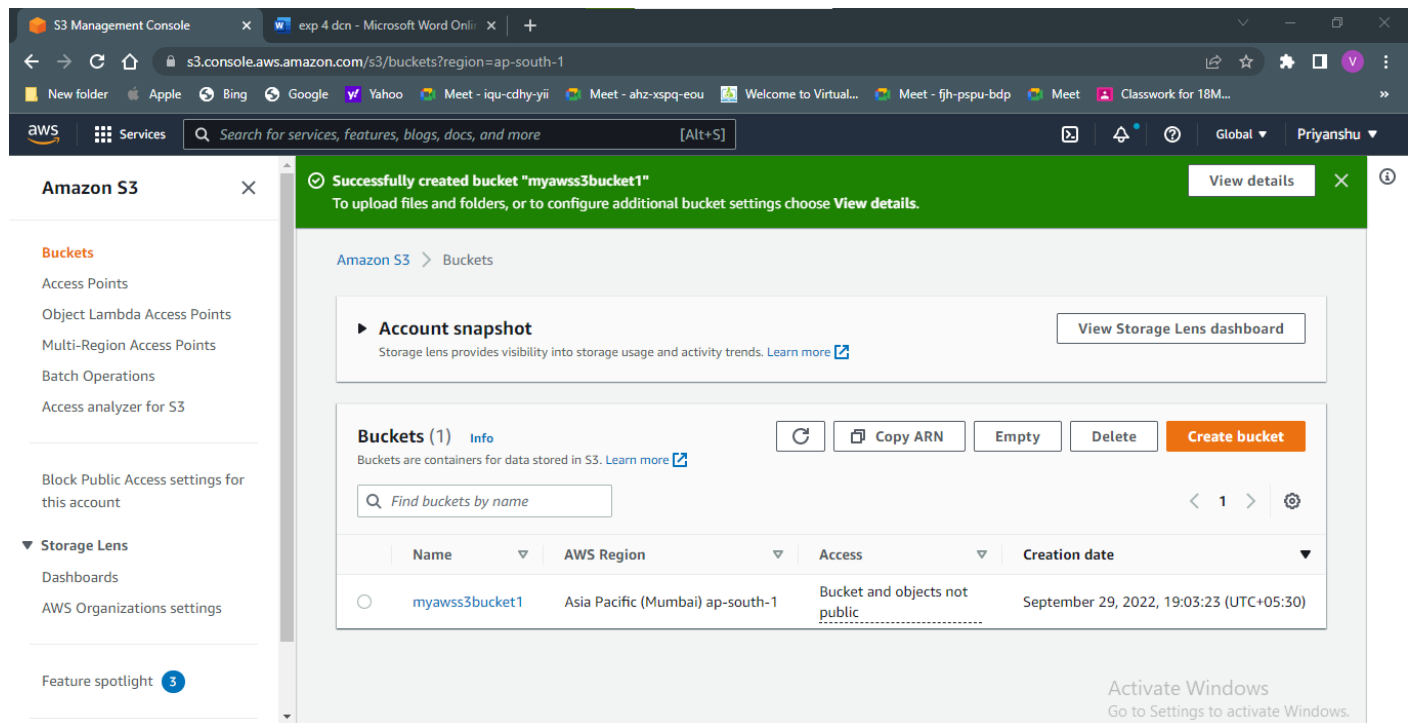 S3 Management Console
exp 4 dcn - Microsoft Word Onlin
s3.console.aws.amazon.com/s3/buckets?region=ap-south-1
V
New folder Apple Bing Google Yahoo Meet - iqu-cdhy-yii Meet - ahz-xspq-eou Welcome to Virtual... Meet - fjh-pspu-bdp Meet Classwork for 18M... »
aws Services Search for services, features, blogs, docs, and more [Alt+S] Global Priyanshu
Amazon S3
Buckets
Access Points
Object Lambda Access Points
Multi-Region Access Points
Batch Operations
Access analyzer for S3
Block Public Access settings for
this account
Storage Lens
Dashboards
AWS Organizations settings
Feature spotlight 3
Successfully created bucket "myawss3bucket1"
To upload files and folders, or to configure additional bucket settings choose View details.
View details
Amazon S3 > Buckets
Account snapshot
Storage lens provides visibility into storage usage and activity trends. Learn more
View Storage Lens dashboard
Buckets (1) Info
Buckets are containers for data stored in S3. Learn more
Copy ARN Empty Delete Create bucket
Find buckets by name
< 1 >
Name AWS Region Access Creation date
myawss3bucket1 Asia Pacific (Mumbai) ap-south-1 Bucket and objects not September 29, 2022, 19:03:23 (UTC+05:30)
public
Activate Windows
Go to Settings to activate Windows.